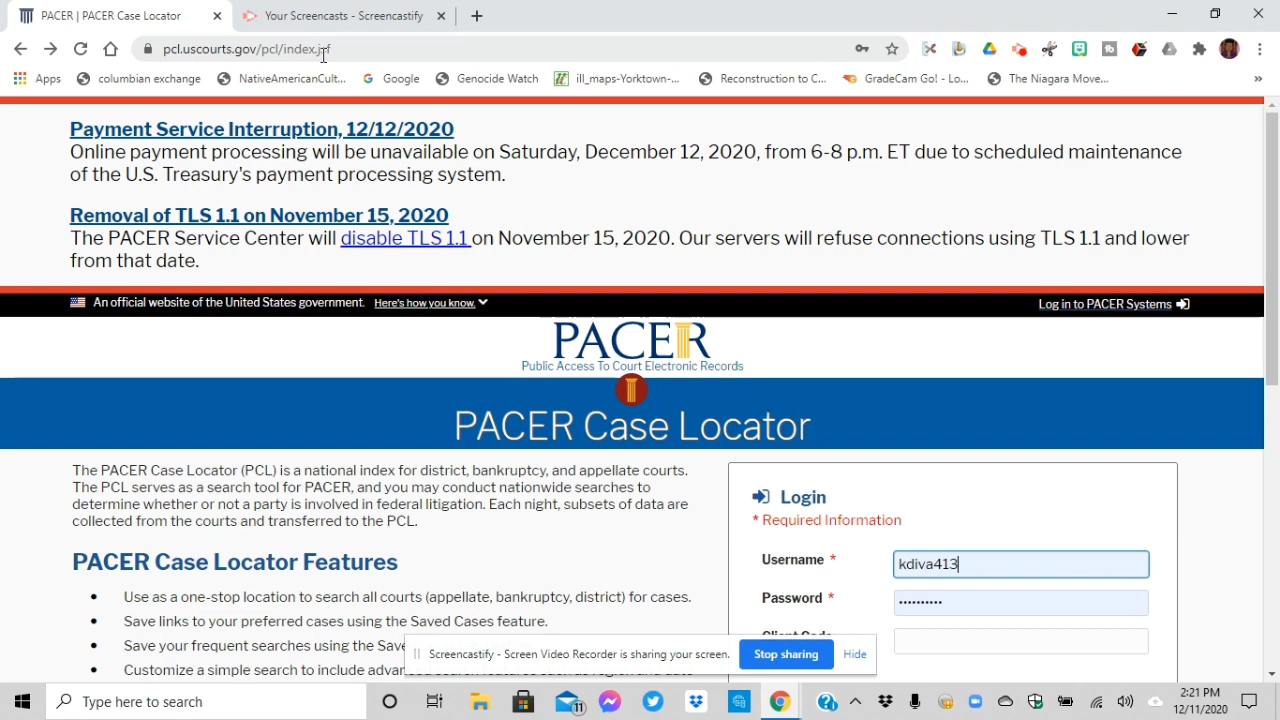 PACER | PACER Case Locator
Your Screencasts - Screencastify
pcl.uscourts.gov/pcl/index.jsf
Apps
columbian exchange
NativeAmericanCult...
Google
Genocide Watch
ill_maps-Yorktown-...
Reconstruction to C...
GradeCam Go! - Lo...
The Niagara Move...
Payment Service Interruption, 12/12/2020
Online payment processing will be unavailable on Saturday, December 12, 2020, from 6-8 p.m. ET due to scheduled maintenance
of the U.S. Treasury's payment processing system.
Removal of TLS 1.1 on November 15, 2020
The PACER Service Center will disable TLS 1.1 on November 15, 2020. Our servers will refuse connections using TLS 1.1 and lower
from that date.
An official website of the United States government. Here's how you know.
Log in to PACER Systems
PACER
Public Access To Court Electronic Records
PACER Case Locator
The PACER Case Locator (PCL) is a national index for district, bankruptcy, and appellate courts.
The PCL serves as a search tool for PACER, and you may conduct nationwide searches to
determine whether or not a party is involved in federal litigation. Each night, subsets of data are
collected from the courts and transferred to the PCL.
PACER Case Locator Features
• Use as a one-stop location to search all courts (appellate, bankruptcy, district) for cases.
• Save links to your preferred cases using the Saved Cases feature.
• Save your frequent searches using the Save
• Customize a simple search to include advanced search features such as region and date
Login
* Required Information
Username *
kdiva413
Password *
••••••••••
Client Code
|| Screencastify - Screen Video Recorder is sharing your screen.
Stop sharing
Hide
Type here to search
11
2:21 PM
12/11/2020